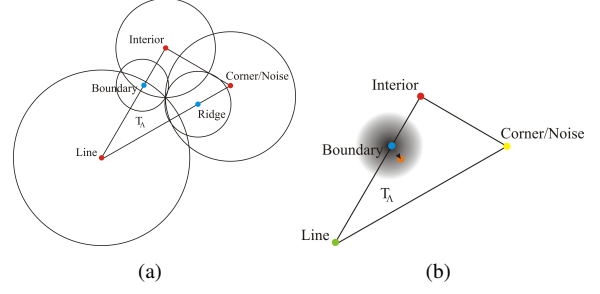 Interior
Boundary
Corner/Noise
Ridge
T_Λ
Line
(a)
Interior
Boundary
Corner/Noise
T_Λ
Line
(b)